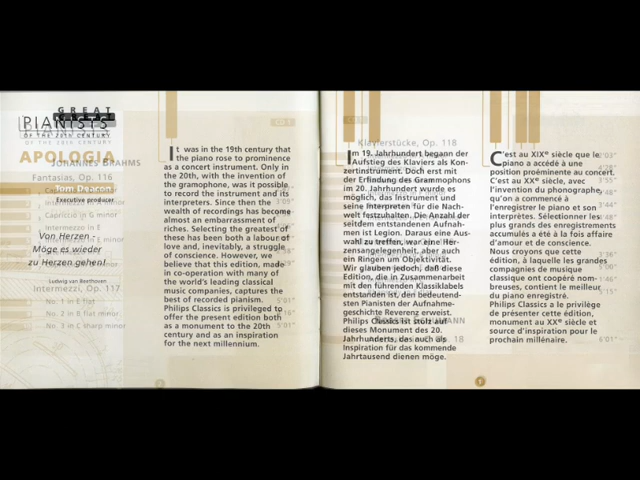 GREAT
PIANISTS
OF THE 20TH CENTURY
APOLOGIA
JOHANNES BRAHMS
Fantasias, Op. 116
Tom Deacon
Executive producer
Capriccio in G minor
Intermezzo in E
Von Herzen -
Möge es wieder
zu Herzen gehen!
Ludwig van Beethoven
Intermezzi, Op. 117
No. 1 in E flat
No. 2 in B flat minor
No. 3 in C sharp minor
It was in the 19th century that
the piano rose to prominence
as a concert instrument. Only in
the 20th, with the invention of
the gramophone, was it possible
to record the instrument and its
interpreters. Since then the
wealth of recordings has become
almost an embarrassment of
riches. Selecting the greatest of
these has been both a labour of
love and, inevitably, a struggle
of conscience. However, we
believe that this edition, made
in co-operation with many of
the world's leading classical
music companies, captures the
best of recorded pianism.
Philips Classics is privileged to
offer the present edition both
as a monument to the 20th
century and as an inspiration
for the next millennium.
Klavierstücke, Op. 118
Im 19. Jahrhundert begann der
Aufstieg des Klaviers als Kon-
zertinstrument. Doch erst mit
der Erfindung des Grammophons
im 20. Jahrhundert wurde es
möglich, das Instrument und
seine Interpreten für die Nach-
welt festzuhalten. Die Anzahl der
seitdem entstandenen Aufnah-
men ist Legion. Daraus eine Aus-
wahl zu treffen, war eine Her-
zensangelegenheit, aber auch
ein Ringen um Objektivität.
Wir glauben jedoch, daß diese
Edition, die in Zusammenarbeit
mit den führenden Klassiklabels
entstanden ist, den bedeutend-
sten Pianisten der Aufnahme-
geschichte Reverenz erweist.
Philips Classics ist stolz auf
dieses Monument des 20.
Jahrhunderts, das auch als
Inspiration für das kommende
Jahrtausend dienen möge.
C'est au XIXe siècle que le
piano a accédé à une
position proéminente au concert.
C'est au XXe siècle, avec
l'invention du phonographe,
qu'on a commencé à
l'enregistrer le piano et son
interprètes. Sélectionner les
plus grands des enregistrements
accumulés a été à la fois affaire
d'amour et de conscience.
Nous croyons que cette
édition, à laquelle les grandes
compagnies de musique
classique ont coopéré nom-
breuses, contient le meilleur
du piano enregistré.
Philips Classics a le privilège
de présenter cette édition,
monument au XXe siècle et
source d'inspiration pour le
prochain millénaire.